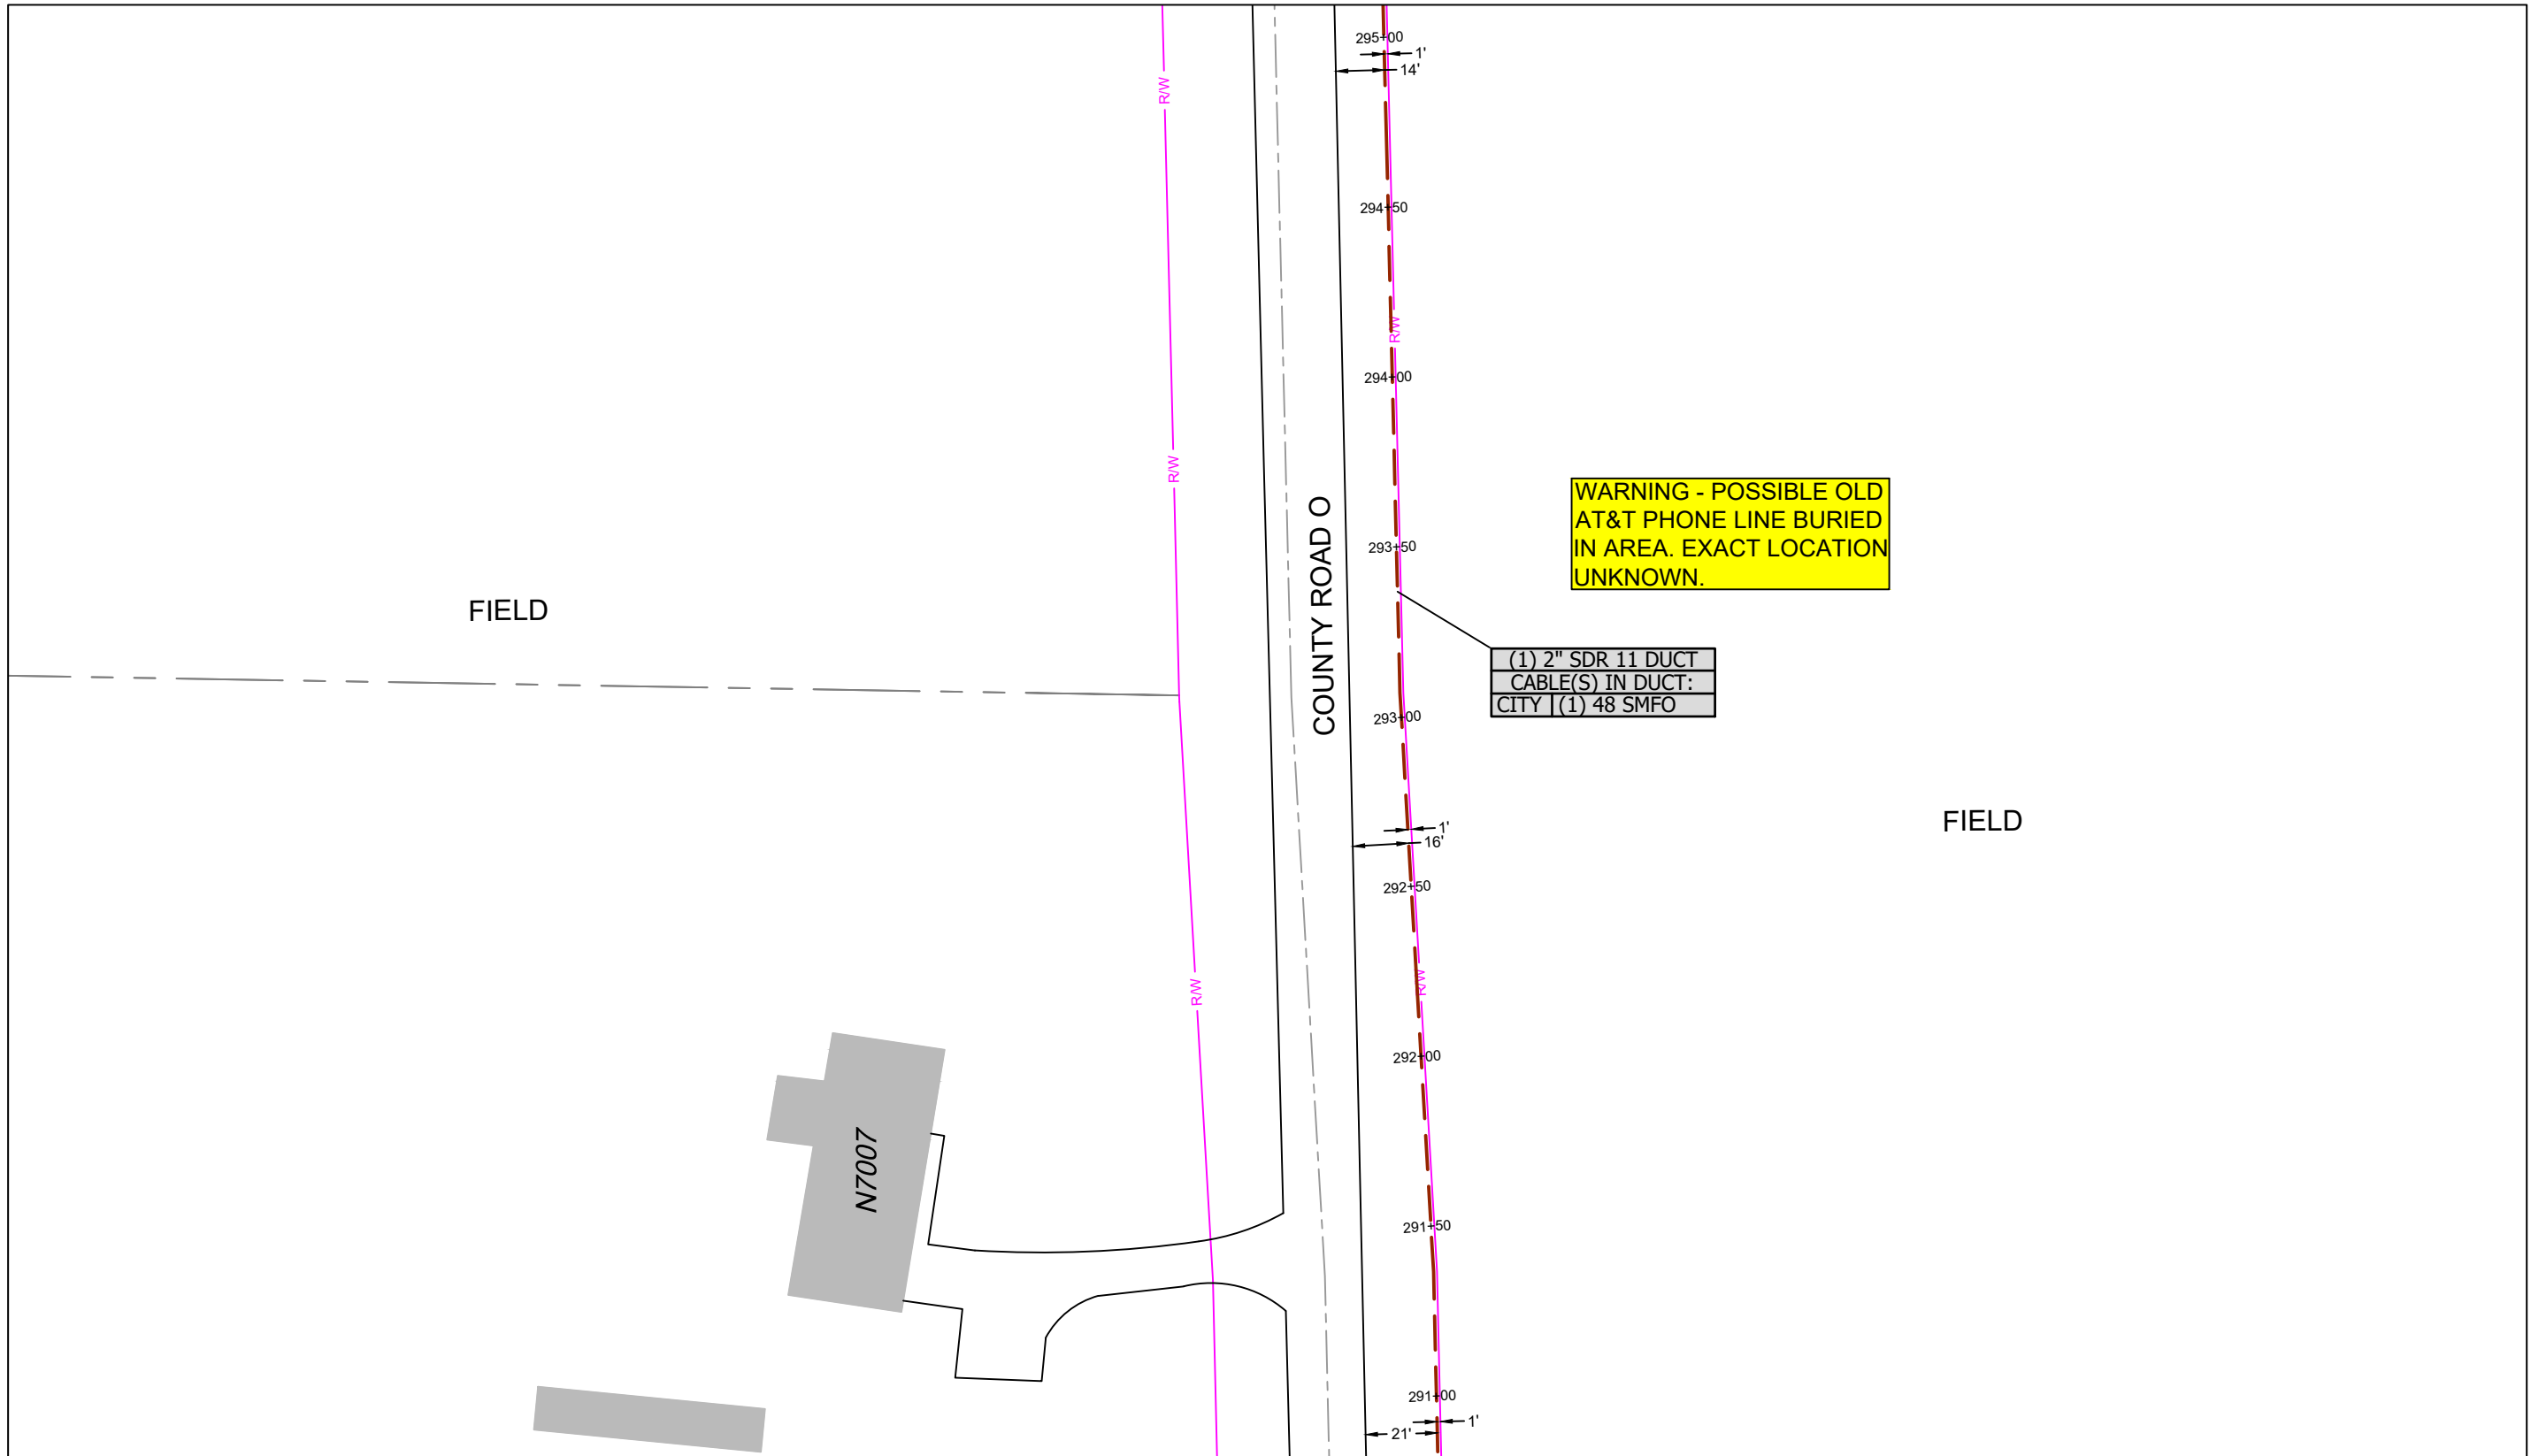 295+00
1'
14'
R/W
294+50
R/W
294+00
R/W
WARNING - POSSIBLE OLD
AT&T PHONE LINE BURIED
IN AREA. EXACT LOCATION
UNKNOWN.
COUNTY ROAD O
293+50
FIELD
(1) 2" SDR 11 DUCT
CABLE(S) IN DUCT:
CITY (1) 48 SMFO
293+00
FIELD
1'
16'
292+50
R/W
R/W
292+00
N7007
291+50
291+00
1'
21'